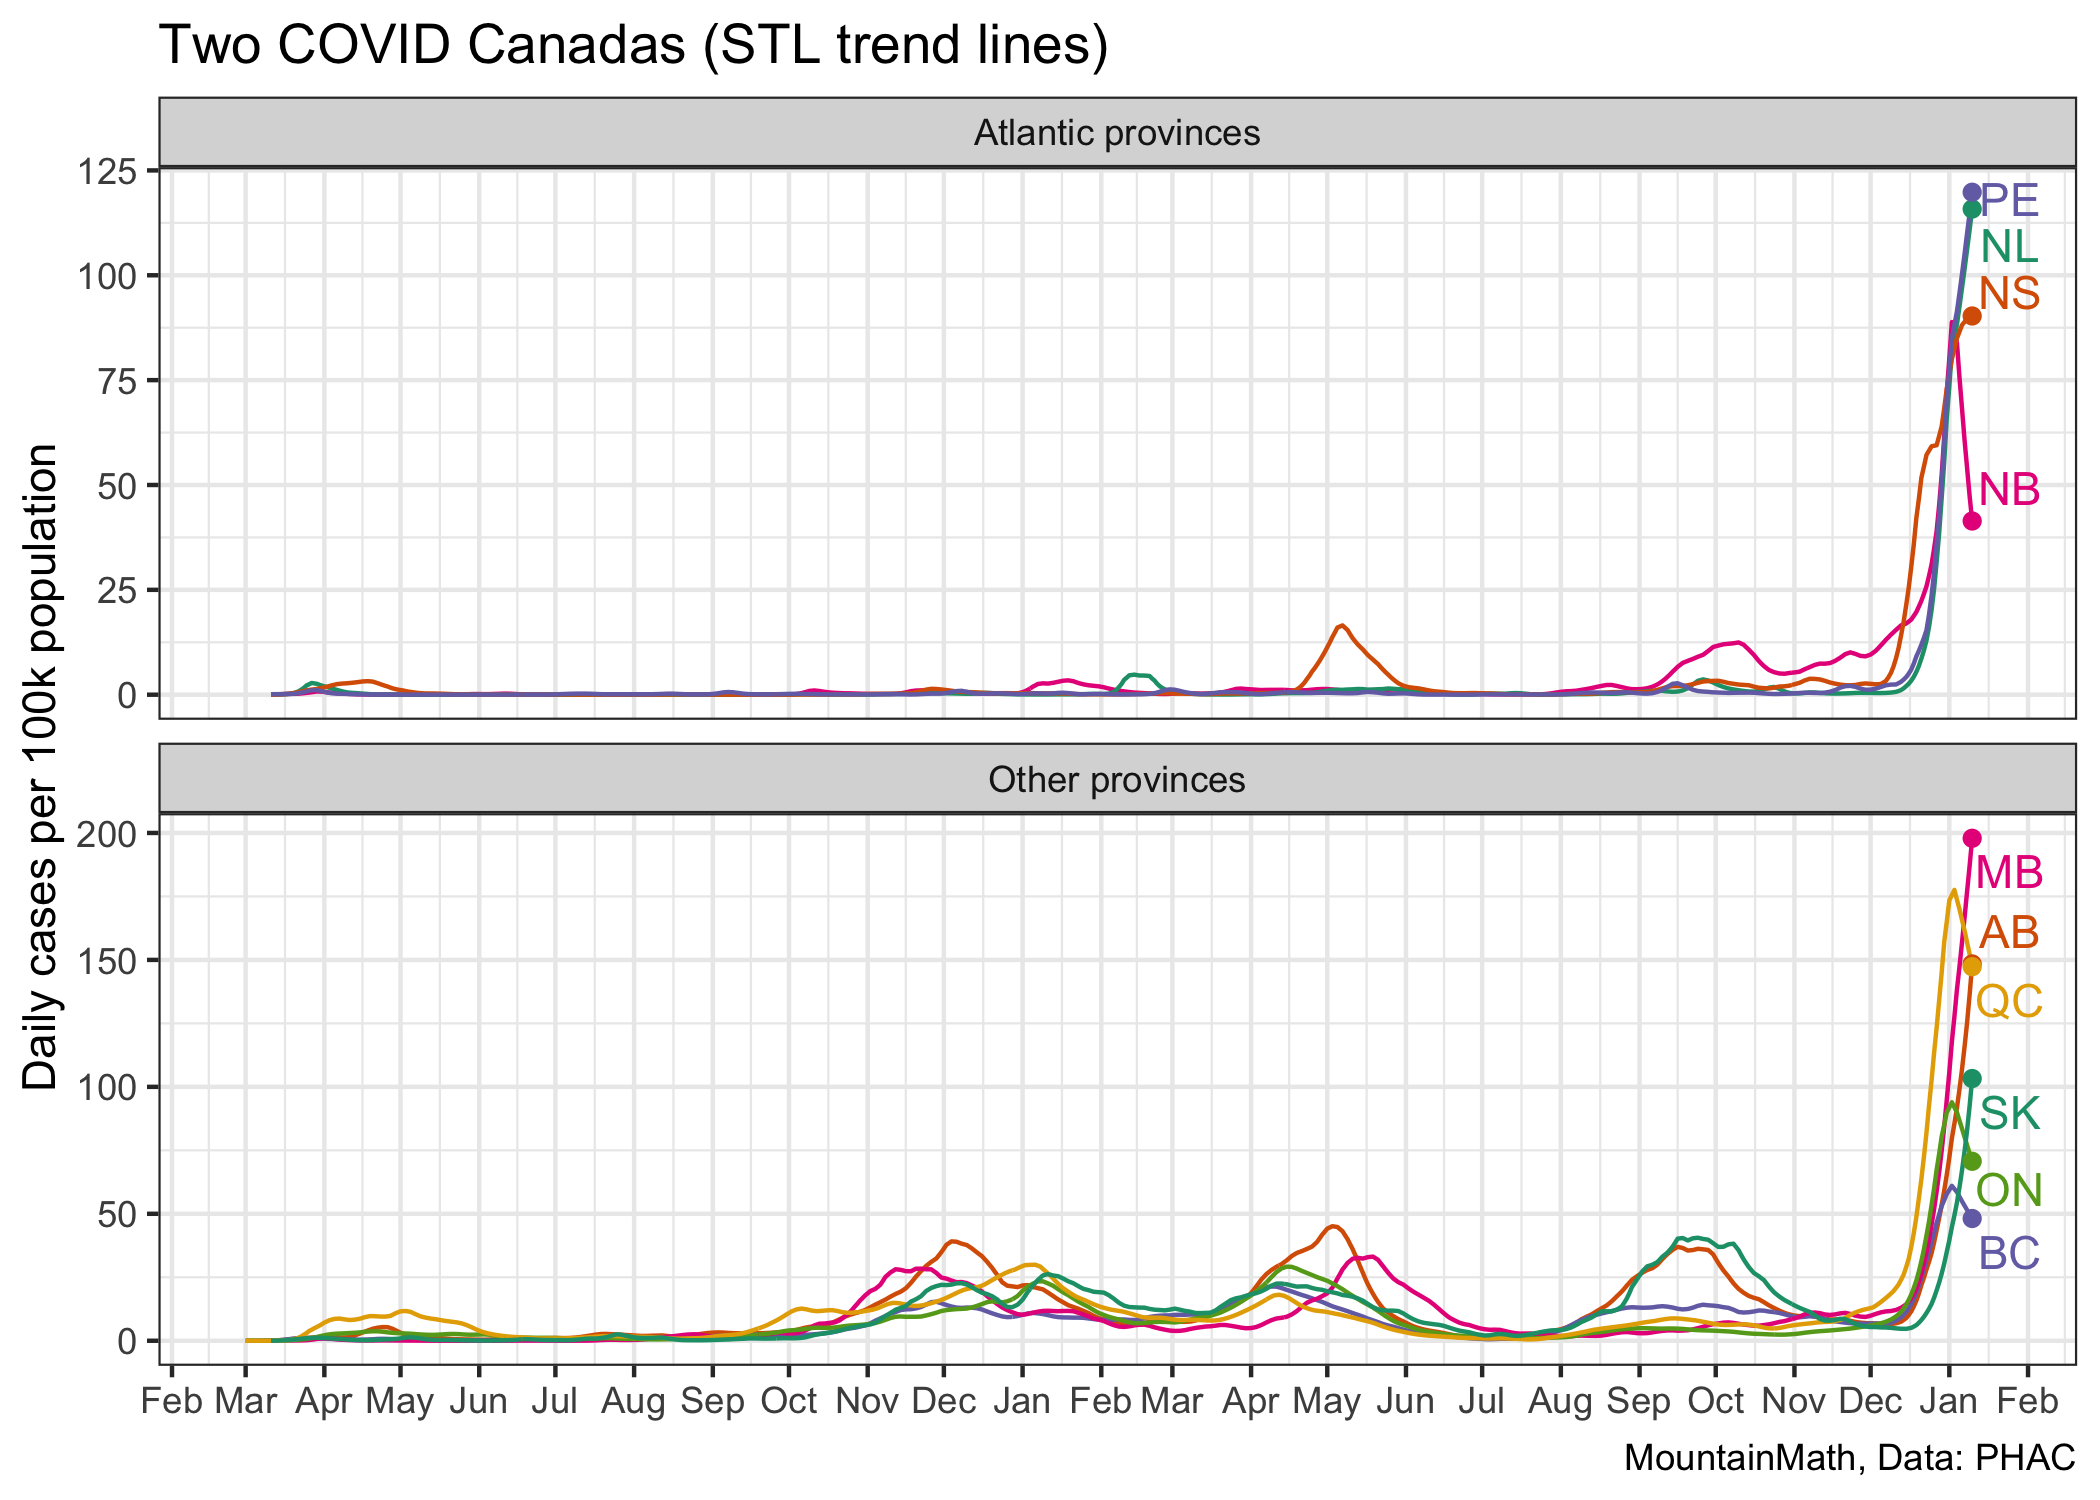 Two COVID Canadas (STL trend lines)
Atlantic provinces
125
100
75
50
25
0
PE
NL
NS
NB
Daily cases per 100k population
Other provinces
200
150
100
50
0
MB
AB
QC
SK
ON
BC
Feb Mar Apr May Jun Jul Aug Sep Oct Nov Dec Jan Feb Mar Apr May Jun Jul Aug Sep Oct Nov Dec Jan Feb
MountainMath, Data: PHAC